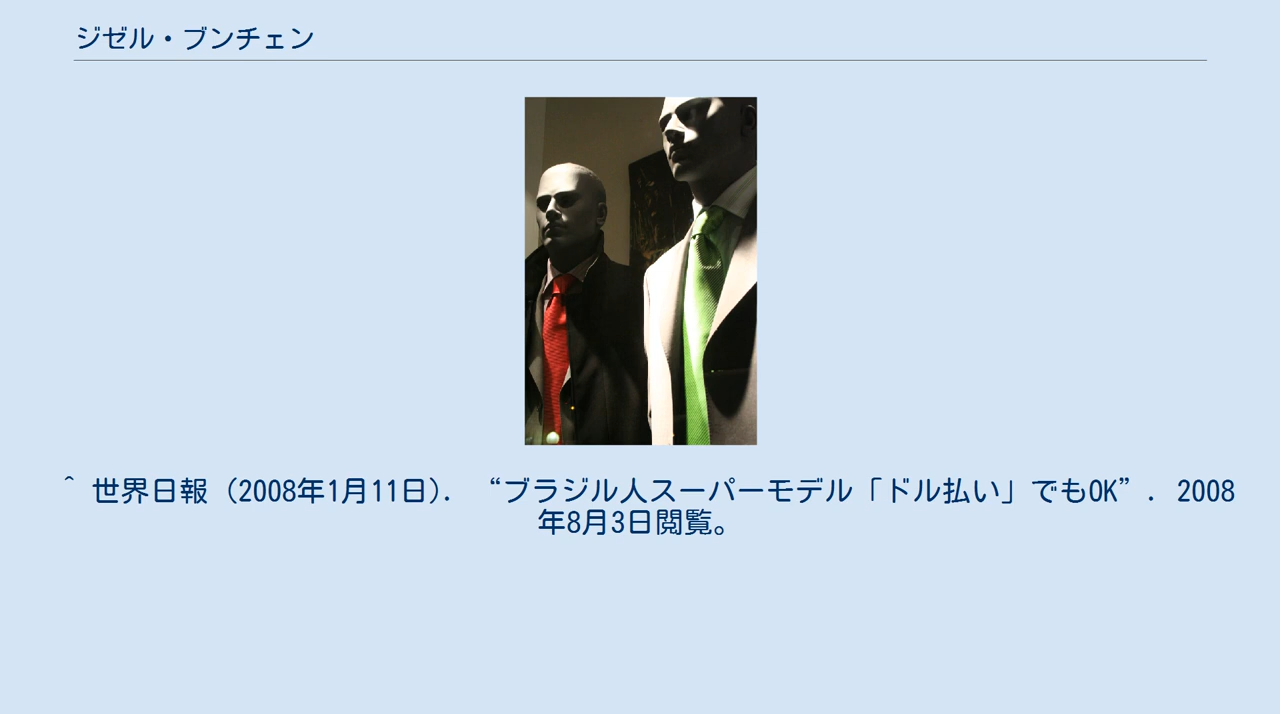 ジゼル・ブンチェン
^ 世界日報 (2008年1月11日). “ブラジル人スーパーモデル「ドル払い」でもOK”. 2008
年8月3日閲覧。